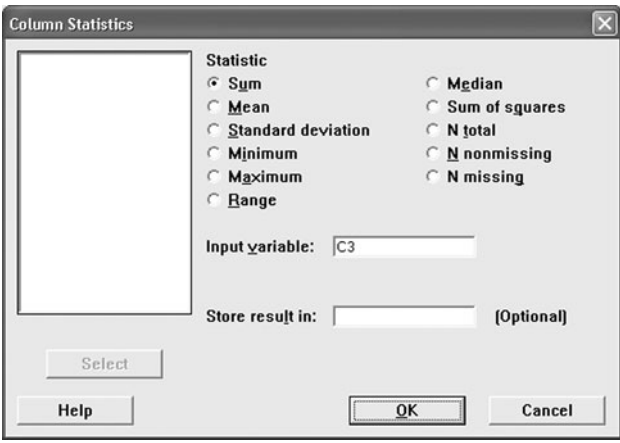 Column Statistics
Statistic
Sum
Mean
Standard deviation
Minimum
Maximum
Range
Median
Sum of squares
N total
N nonmissing
N missing
Input variable: C3
Store result in: (Optional)
Select
Help OK Cancel